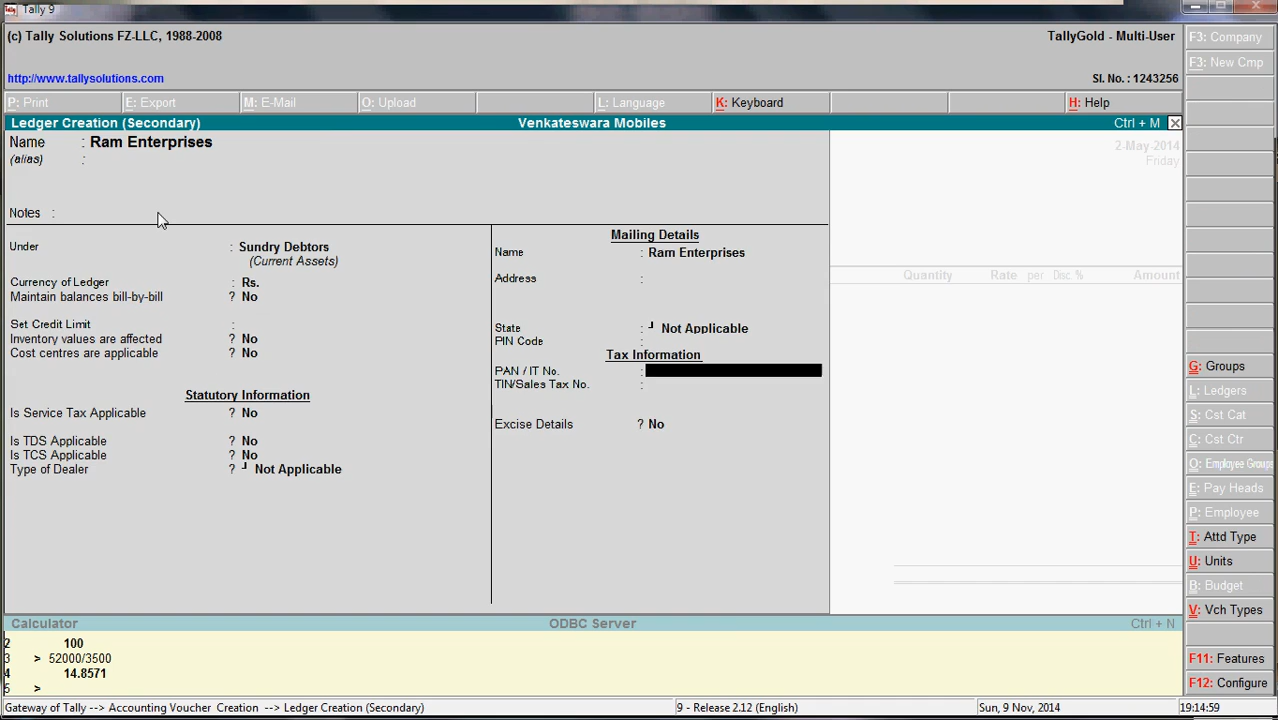 Tally 9
(c) Tally Solutions FZ-LLC, 1988-2008
TallyGold - Multi-User
http://www.tallysolutions.com
Sl. No. : 1243256
P: Print
E: Export
M: E-Mail
O: Upload
L: Language
K: Keyboard
H: Help
F3: Company
F3: New Cmp
Ledger Creation (Secondary)
Venkateswara Mobiles
Ctrl + M
Name : Ram Enterprises
(alias) :
Notes :
2-May-2014
Friday
Under : Sundry Debtors
(Current Assets)
Currency of Ledger : Rs.
Maintain balances bill-by-bill ? No
Set Credit Limit :
Inventory values are affected ? No
Cost centres are applicable ? No
Statutory Information
Is Service Tax Applicable ? No
Is TDS Applicable ? No
Is TCS Applicable ? No
Type of Dealer ? ┘ Not Applicable
Mailing Details
Name : Ram Enterprises
Address :
State : ┘ Not Applicable
PIN Code :
Tax Information
PAN / IT No. :
TIN/Sales Tax No. :
Excise Details ? No
Quantity Rate per Disc. % Amount
G: Groups
L: Ledgers
S: Cst Cat
C: Cst Ctr
O: Employee Groups
E: Pay Heads
P: Employee
T: Attd Type
U: Units
B: Budget
V: Vch Types
F11: Features
F12: Configure
Calculator
ODBC Server
Ctrl + N
2 100
3 > 52000/3500
4 14.8571
5 >
Gateway of Tally --> Accounting Voucher Creation --> Ledger Creation (Secondary)
9 - Release 2.12 (English)
Sun, 9 Nov, 2014
19:14:59